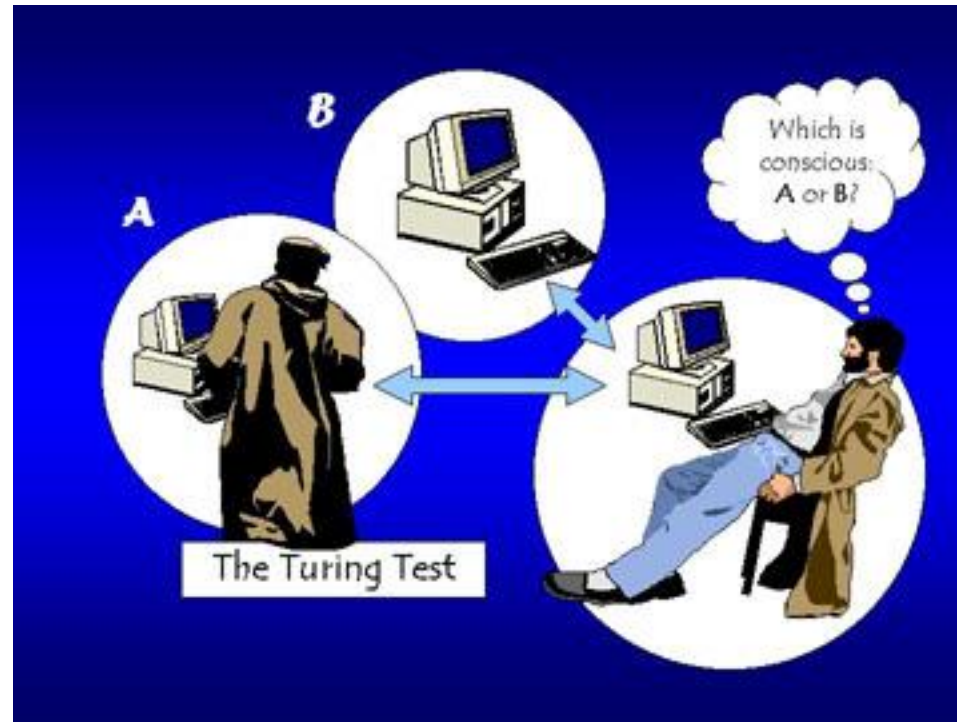 B
A
Which is
conscious:
A or B?
The Turing Test